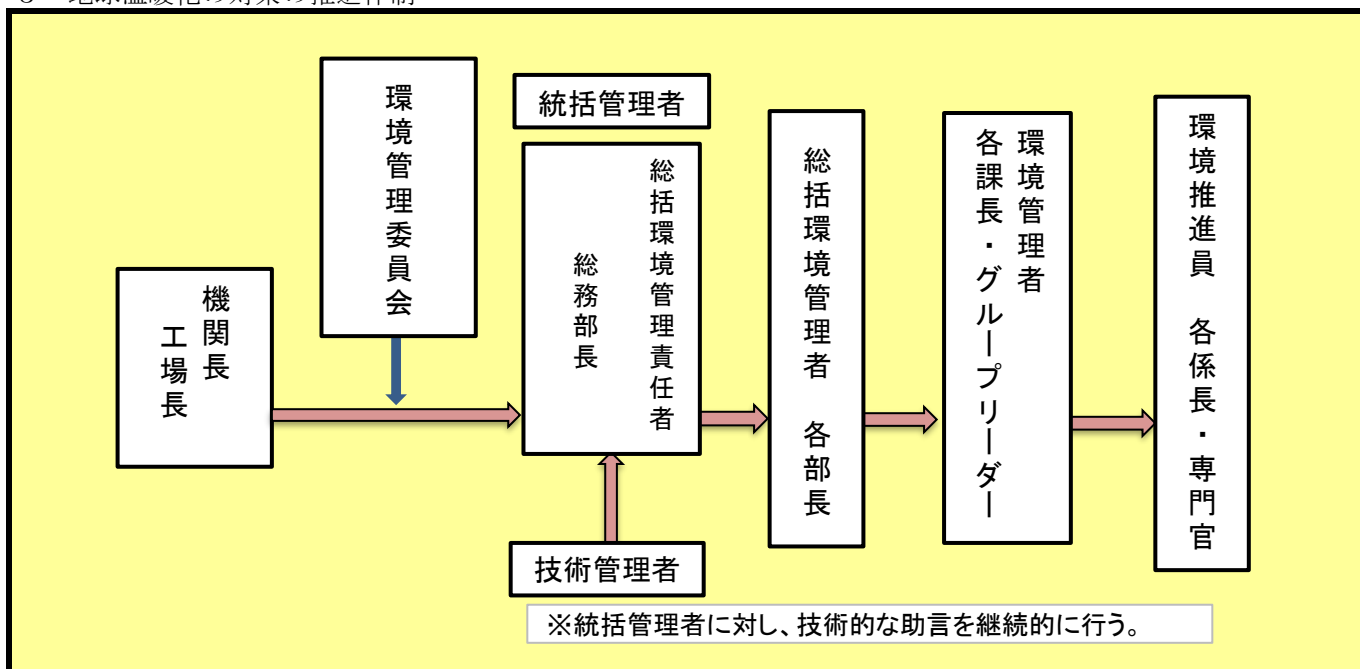 機関長
工場長
環境管理委員会
統括管理者
総括環境管理責任者
総務部長
技術管理者
※統括管理者に対し、技術的な助言を継続的に行う。
総括環境管理者　各部長
環境管理者
各課長・グループリーダー
環境推進員　各係長・専門官